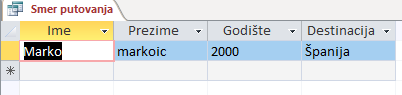 Smer putovanja
Ime Prezime Godište Destinacija
Marko markoic 2000 Španija